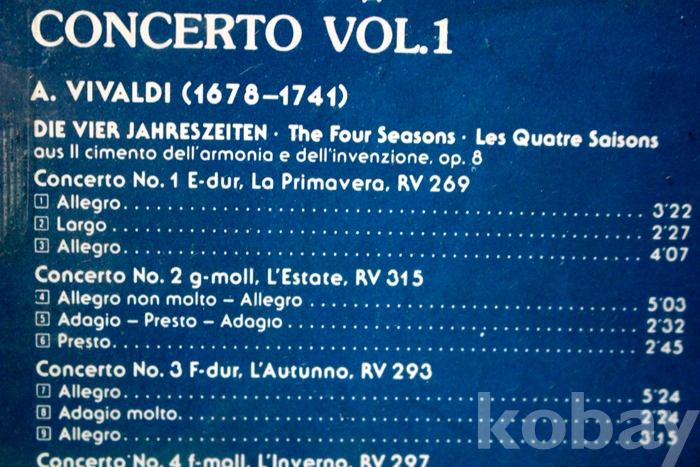 CONCERTO VOL.1
A. VIVALDI (1678–1741)
DIE VIER JAHRESZEITEN · The Four Seasons · Les Quatre Saisons
aus Il cimento dell'armonia e dell'invenzione, op. 8
Concerto No. 1 E-dur, La Primavera, RV 269
1 Allegro 3'22
2 Largo 2'27
3 Allegro 4'07
Concerto No. 2 g-moll, L'Estate, RV 315
4 Allegro non molto – Allegro 5'03
5 Adagio – Presto – Adagio 2'32
6 Presto 2'45
Concerto No. 3 F-dur, L'Autunno, RV 293
7 Allegro 5'24
8 Adagio molto 2'24
9 Allegro 3'15
Concerto No. 4 f-moll, L'Inverno, RV 297
kobay